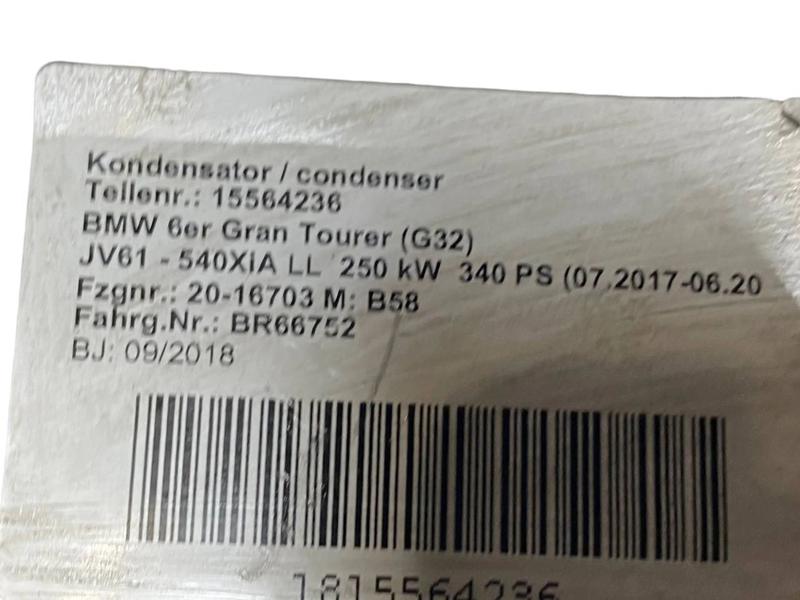 Kondensator / condenser
Teilenr.: 15564236
BMW 6er Gran Tourer (G32)
JV61 - 540XiA LL 250 kW 340 PS (07.2017-06.20
Fzgnr.: 20-16703 M: B58
Fahrg.Nr.: BR66752
BJ: 09/2018
1815564236